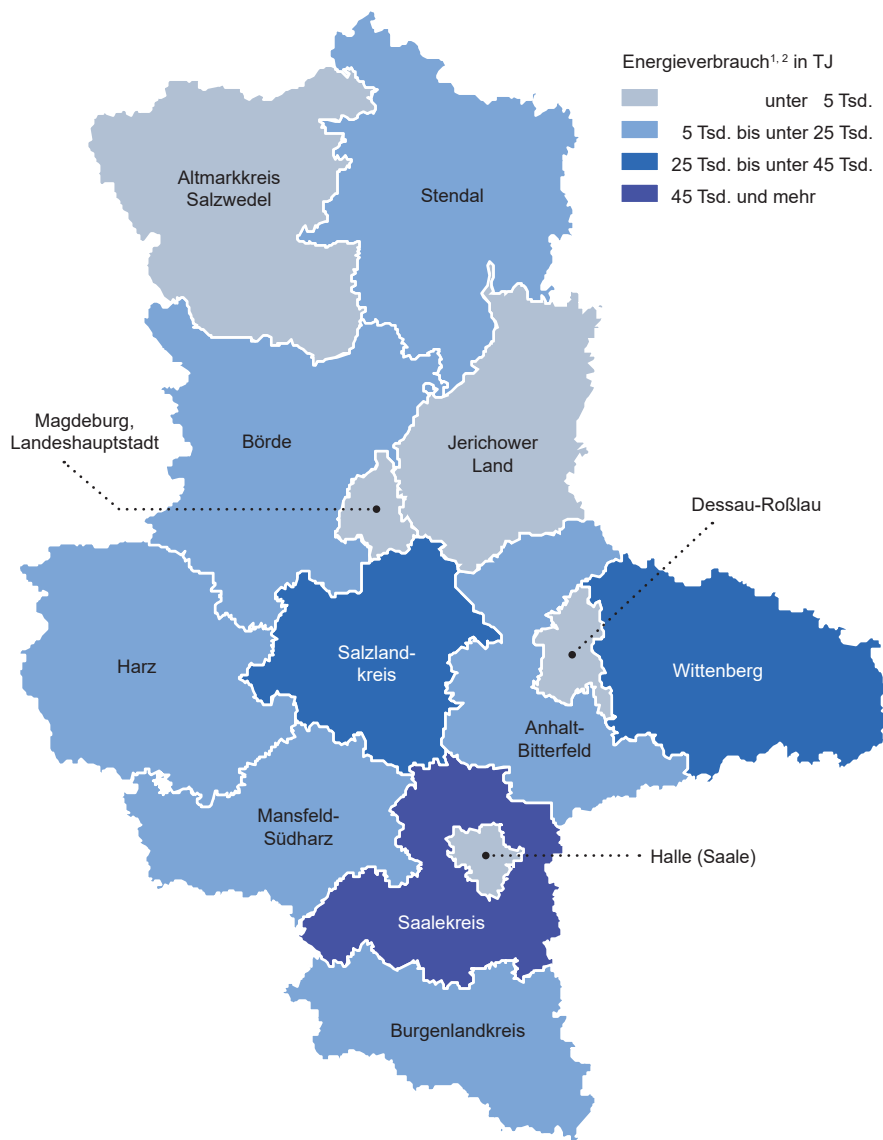 Energieverbrauch¹˒ ² in TJ
unter 5 Tsd.
5 Tsd. bis unter 25 Tsd.
25 Tsd. bis unter 45 Tsd.
45 Tsd. und mehr
Altmarkkreis
Salzwedel
Stendal
Magdeburg,
Landeshauptstadt
Börde
Jerichower
Land
Dessau-Roßlau
Harz
Salzland-
kreis
Wittenberg
Anhalt-
Bitterfeld
Mansfeld-
Südharz
Halle (Saale)
Saalekreis
Burgenlandkreis